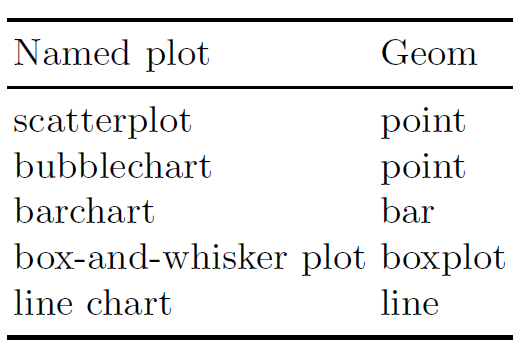 Named plot Geom
scatterplot point
bubblechart point
barchart bar
box-and-whisker plot boxplot
line chart line